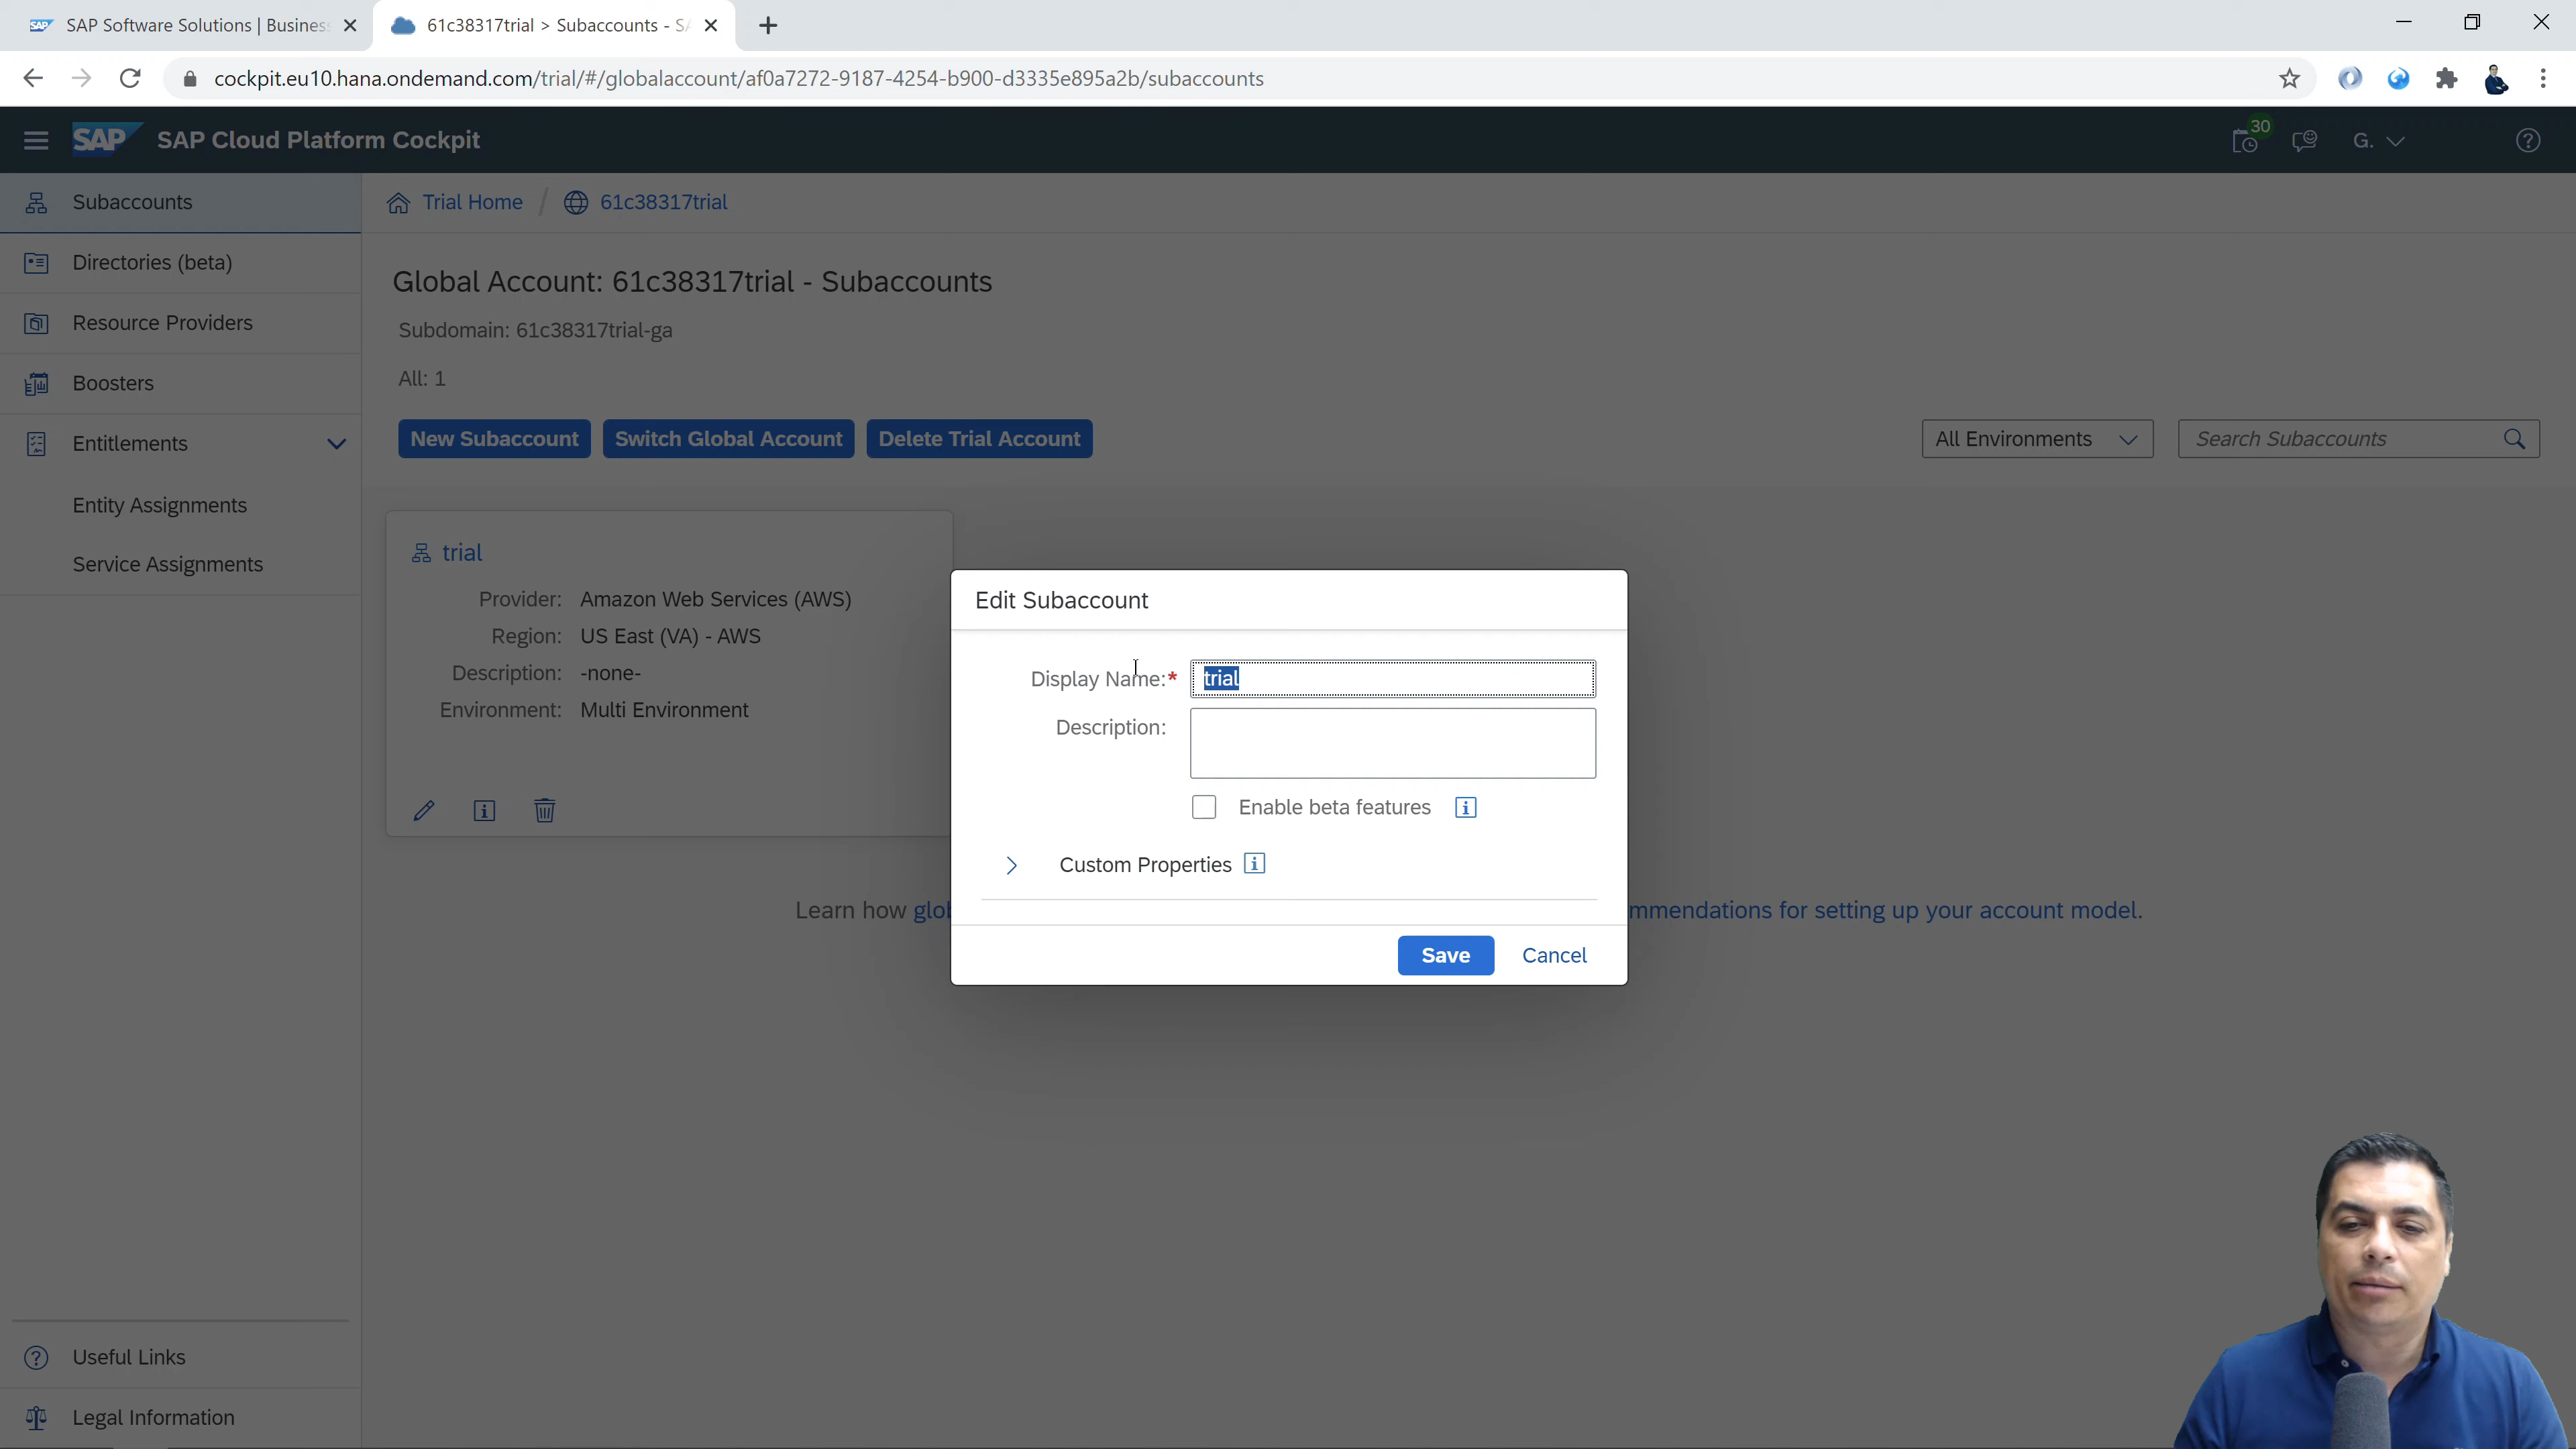 SAP SAP Software Solutions | Busines
61c38317trial > Subaccounts - SA
cockpit.eu10.hana.ondemand.com/trial/#/globalaccount/af0a7272-9187-4254-b900-d3335e895a2b/subaccounts
SAP SAP Cloud Platform Cockpit
30
G.
Subaccounts
Directories (beta)
Resource Providers
Boosters
Entitlements
Entity Assignments
Service Assignments
Useful Links
Legal Information
Trial Home / 61c38317trial
Global Account: 61c38317trial - Subaccounts
Subdomain: 61c38317trial-ga
All: 1
New Subaccount Switch Global Account Delete Trial Account
All Environments Search Subaccounts
trial
Provider: Amazon Web Services (AWS)
Region: US East (VA) - AWS
Description: -none-
Environment: Multi Environment
Learn how glob
mmendations for setting up your account model.
Edit Subaccount
Display Name:* trial
Description:
Enable beta features
Custom Properties
Save Cancel